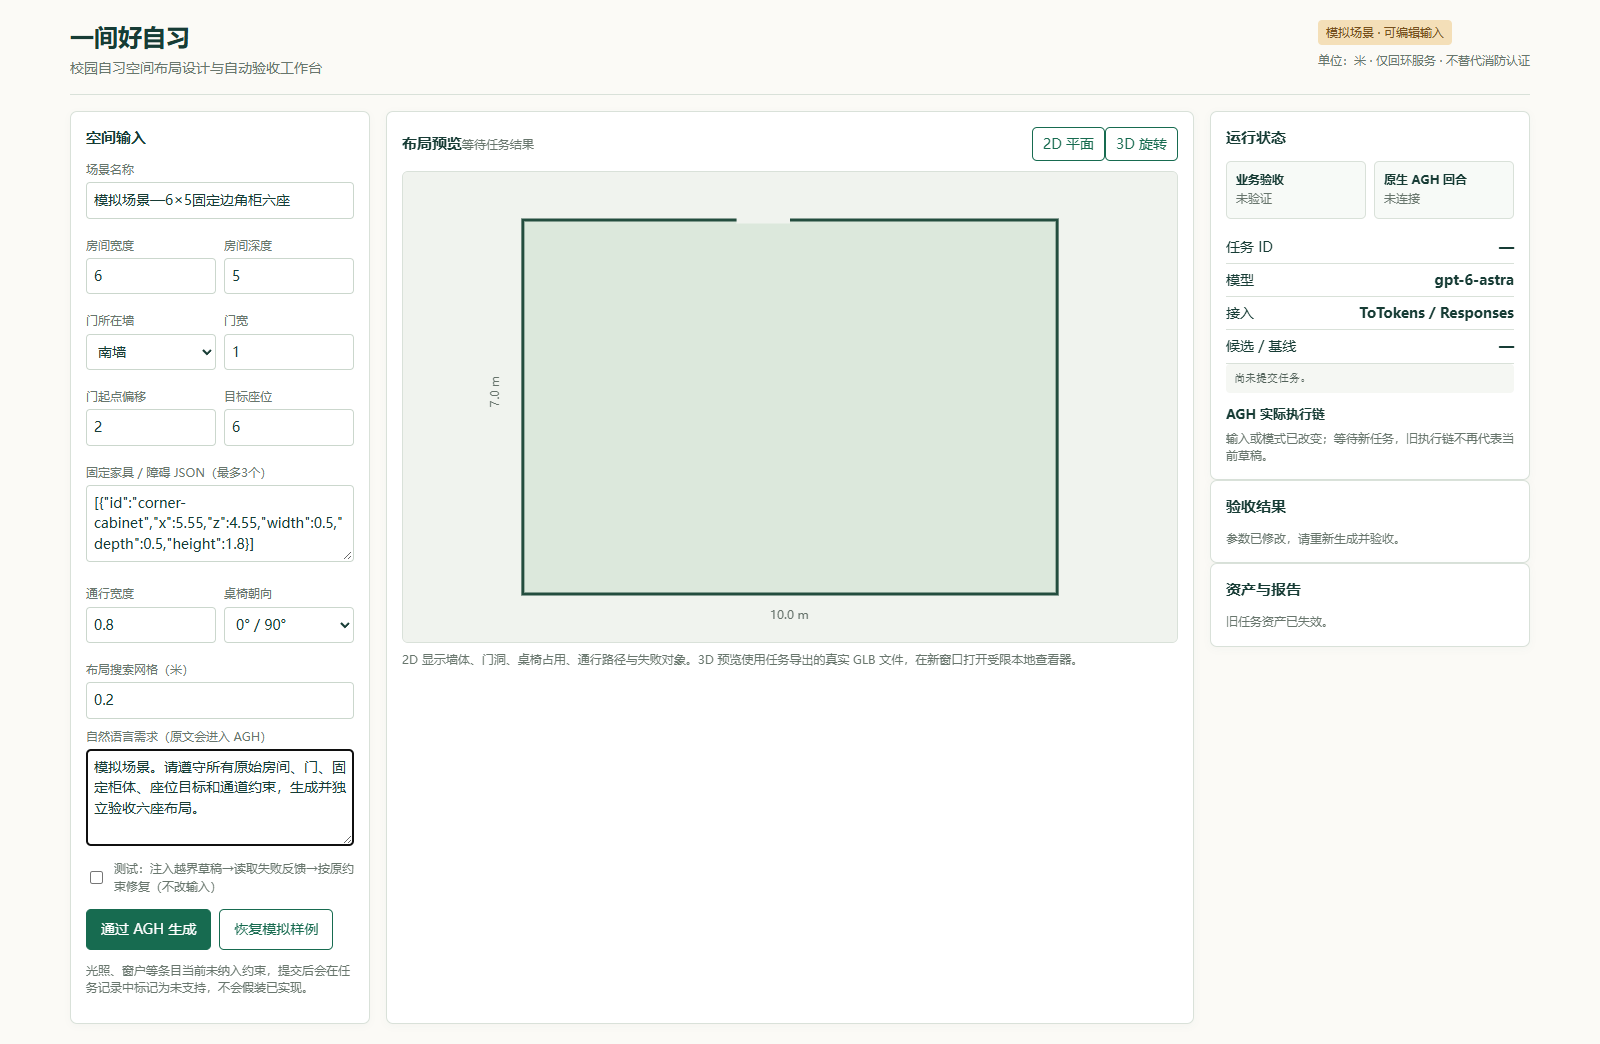 一间好自习
校园自习空间布局设计与自动验收工作台
模拟场景 · 可编辑输入
单位：米 · 仅回环服务 · 不替代消防认证
空间输入
场景名称
模拟场景—6×5固定边角柜六座
房间宽度
房间深度
6
5
门所在墙
门宽
南墙
1
门起点偏移
目标座位
2
6
固定家具 / 障碍 JSON（最多3个）
[{"id":"corner-
cabinet","x":5.55,"z":4.55,"width":0.5,"
depth":0.5,"height":1.8}]
通行宽度
桌椅朝向
0.8
0° / 90°
布局搜索网格（米）
0.2
自然语言需求（原文会进入 AGH）
模拟场景。请遵守所有原始房间、门、固
定柜体、座位目标和通道约束，生成并独
立验收六座布局。
测试：注入越界草稿→读取失败反馈→按原约
束修复（不改输入）
通过 AGH 生成
恢复模拟样例
光照、窗户等条目当前未纳入约束，提交后会在任
务记录中标记为未支持，不会假装已实现。
布局预览等待任务结果
2D 平面
3D 旋转
7.0 m
10.0 m
2D 显示墙体、门洞、桌椅占用、通行路径与失败对象。3D 预览使用任务导出的真实 GLB 文件，在新窗口打开受限本地查看器。
运行状态
业务验收
未验证
原生 AGH 回合
未连接
任务 ID —
模型 gpt-6-astra
接入 ToTokens / Responses
候选 / 基线 —
尚未提交任务。
AGH 实际执行链
输入或模式已改变；等待新任务，旧执行链不再代表当
前草稿。
验收结果
参数已修改，请重新生成并验收。
资产与报告
旧任务资产已失效。